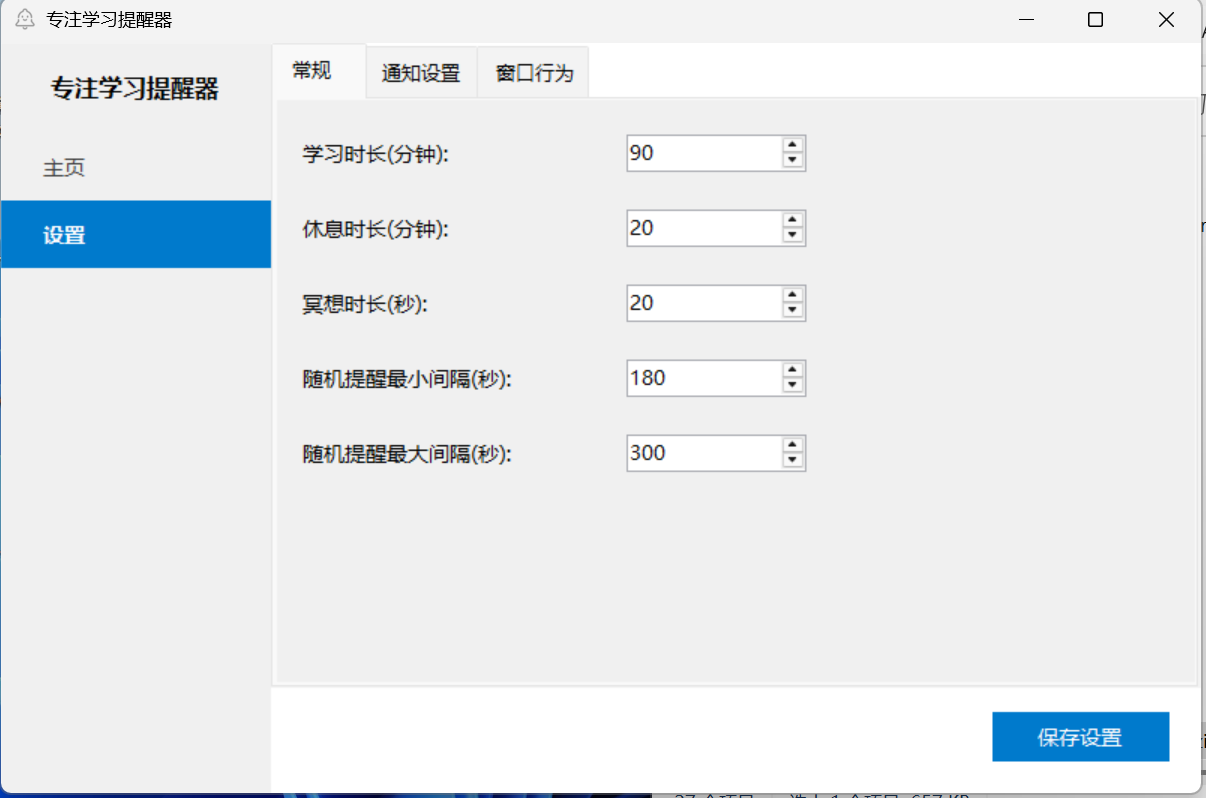 专注学习提醒器
专注学习提醒器
主页
设置
常规
通知设置
窗口行为
学习时长(分钟):
90
休息时长(分钟):
20
冥想时长(秒):
20
随机提醒最小间隔(秒):
180
随机提醒最大间隔(秒):
300
保存设置